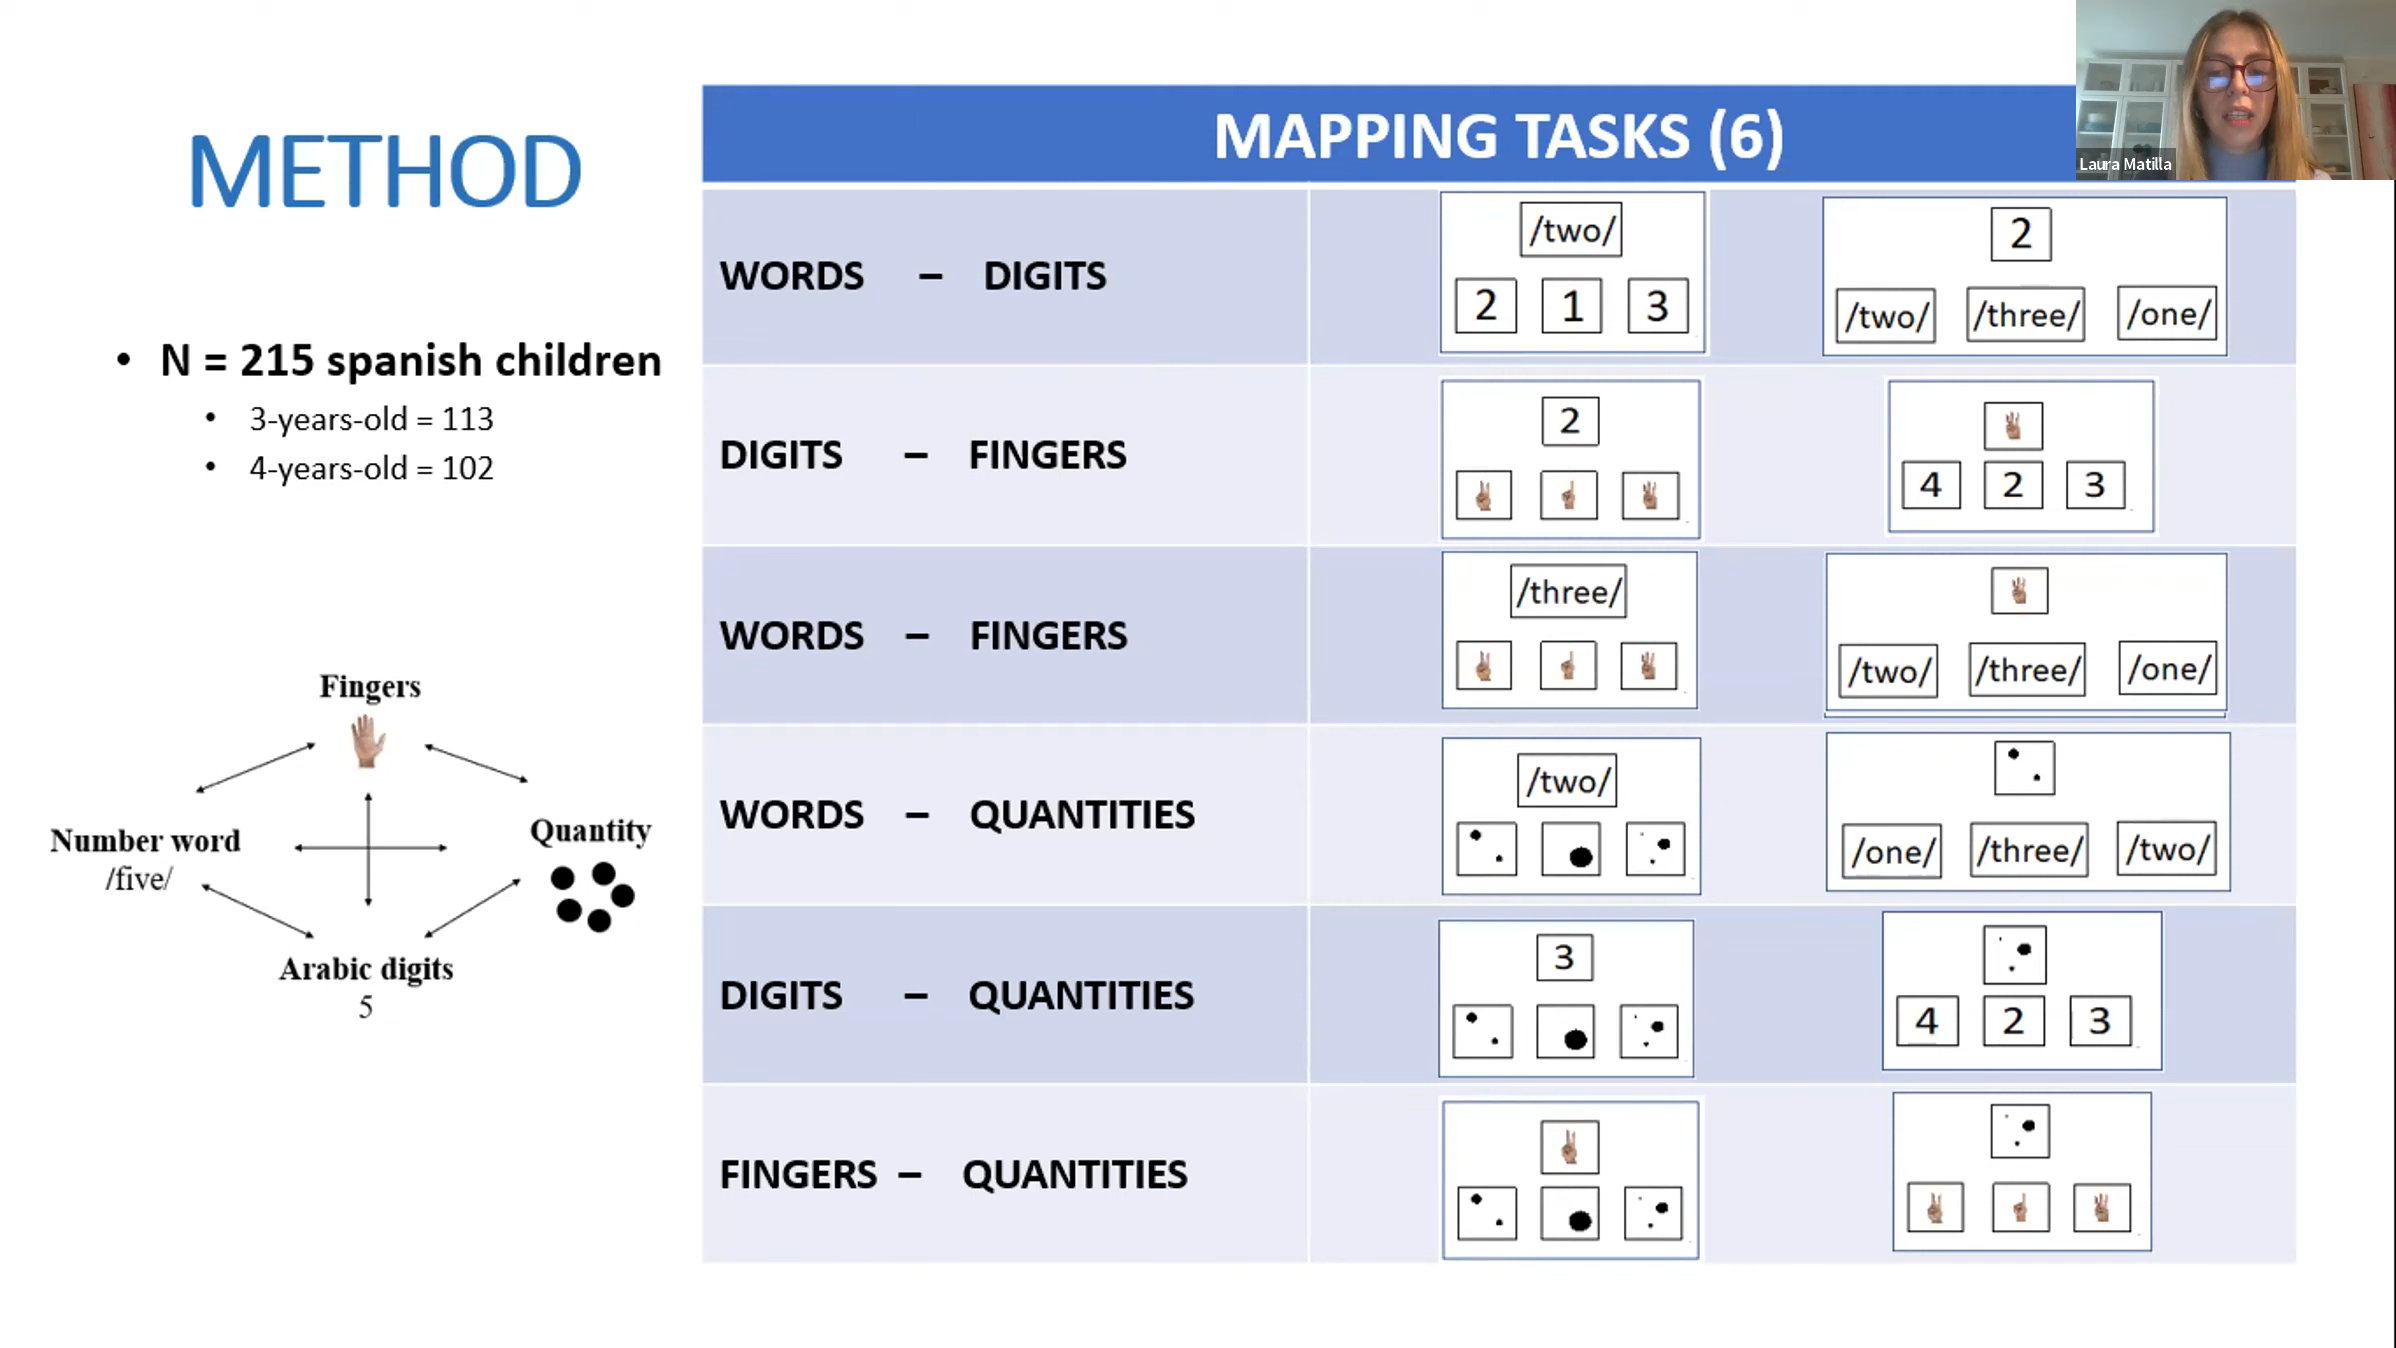 METHOD
• N = 215 spanish children
• 3-years-old = 113
• 4-years-old = 102
Fingers
Number word
/five/
Quantity
Arabic digits
5
MAPPING TASKS (6)
Laura Matilla
WORDS – DIGITS
/two/
2 1 3
2
/two/ /three/ /one/
DIGITS – FINGERS
2
4 2 3
WORDS – FINGERS
/three/
/two/ /three/ /one/
WORDS – QUANTITIES
/two/
/one/ /three/ /two/
DIGITS – QUANTITIES
3
4 2 3
FINGERS – QUANTITIES